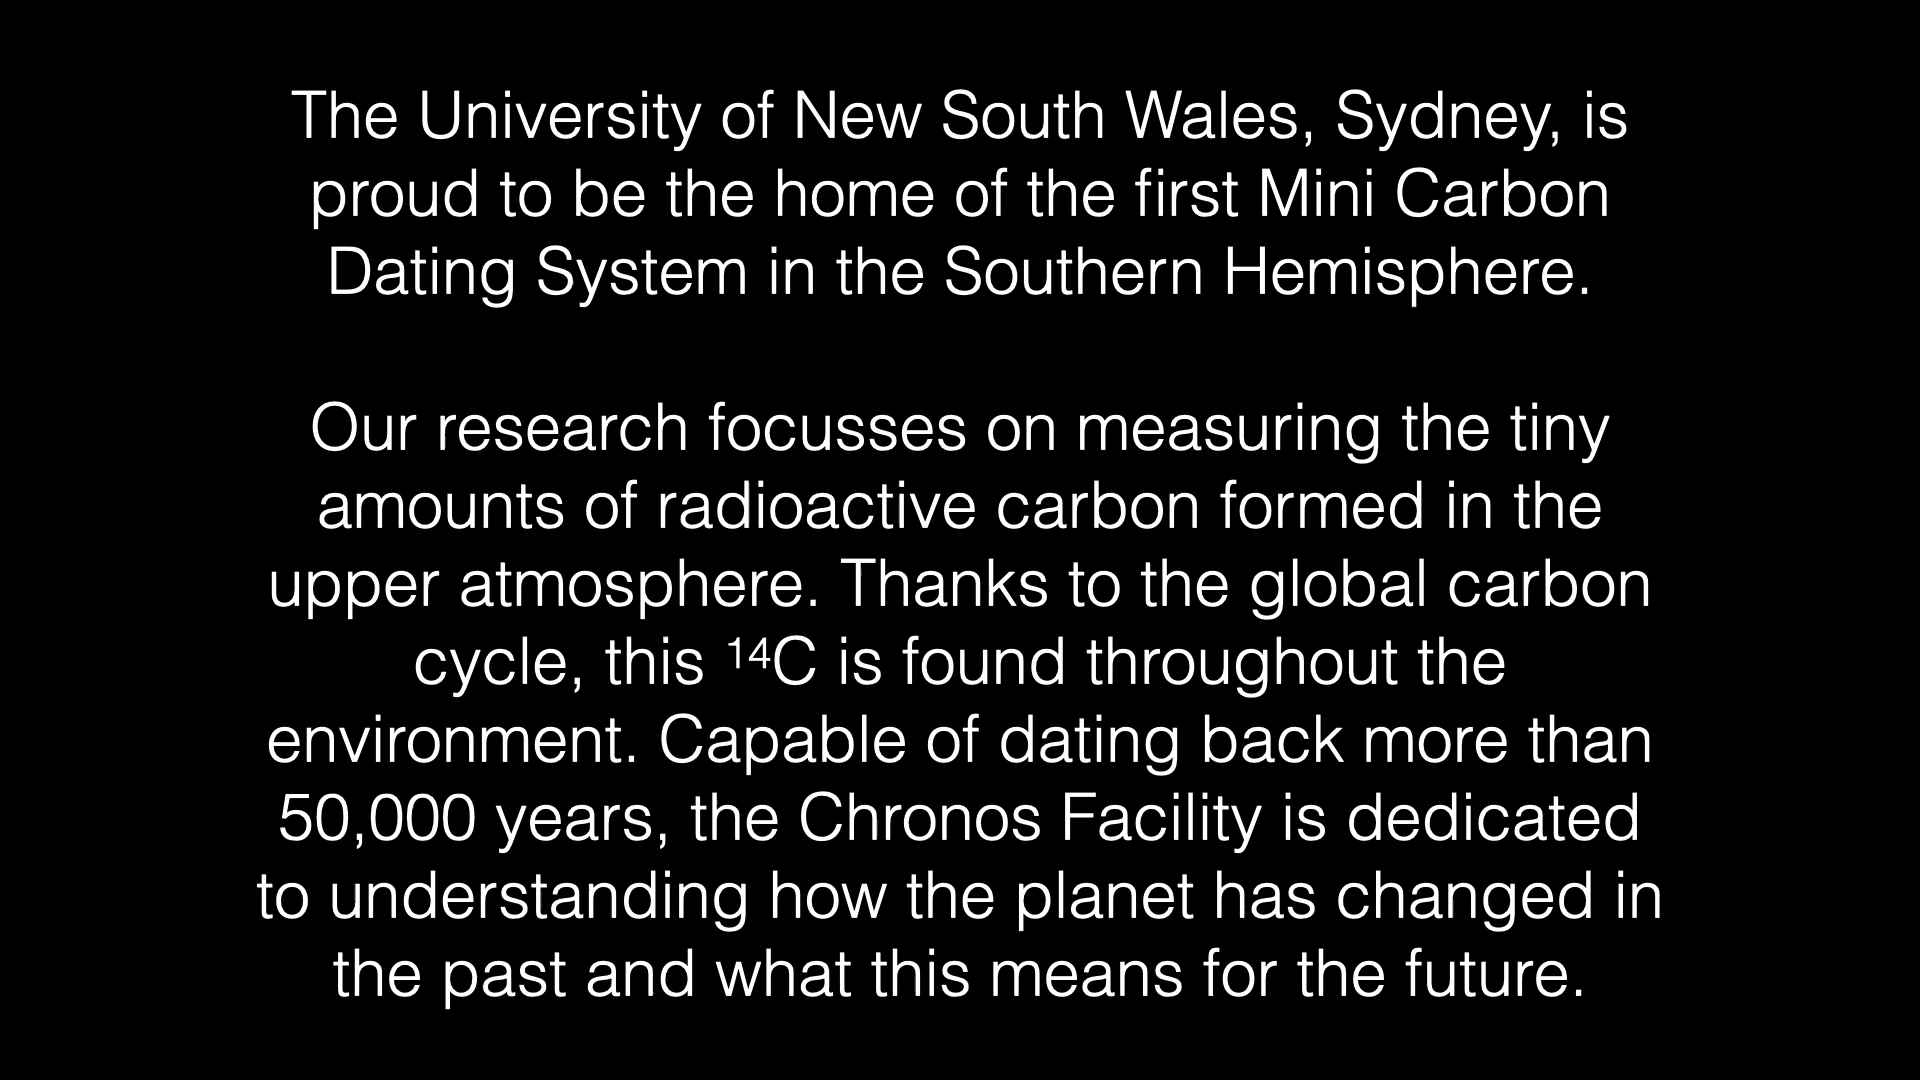 The University of New South Wales, Sydney, is
proud to be the home of the first Mini Carbon
Dating System in the Southern Hemisphere.
Our research focusses on measuring the tiny
amounts of radioactive carbon formed in the
upper atmosphere. Thanks to the global carbon
cycle, this ¹⁴C is found throughout the
environment. Capable of dating back more than
50,000 years, the Chronos Facility is dedicated
to understanding how the planet has changed in
the past and what this means for the future.